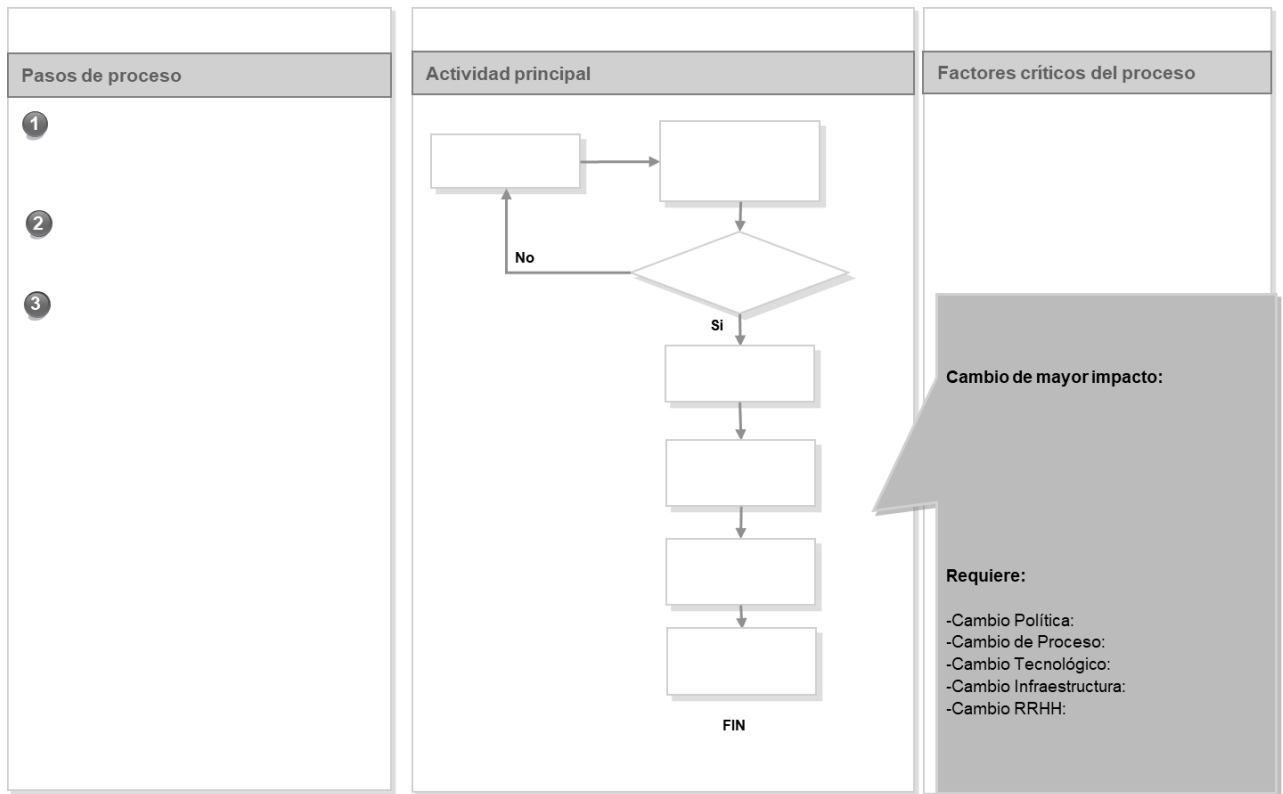 Pasos de proceso
1
2
3
Actividad principal
No
Si
FIN
Factores críticos del proceso
Cambio de mayor impacto:
Requiere:
-Cambio Política:
-Cambio de Proceso:
-Cambio Tecnológico:
-Cambio Infraestructura:
-Cambio RRHH: